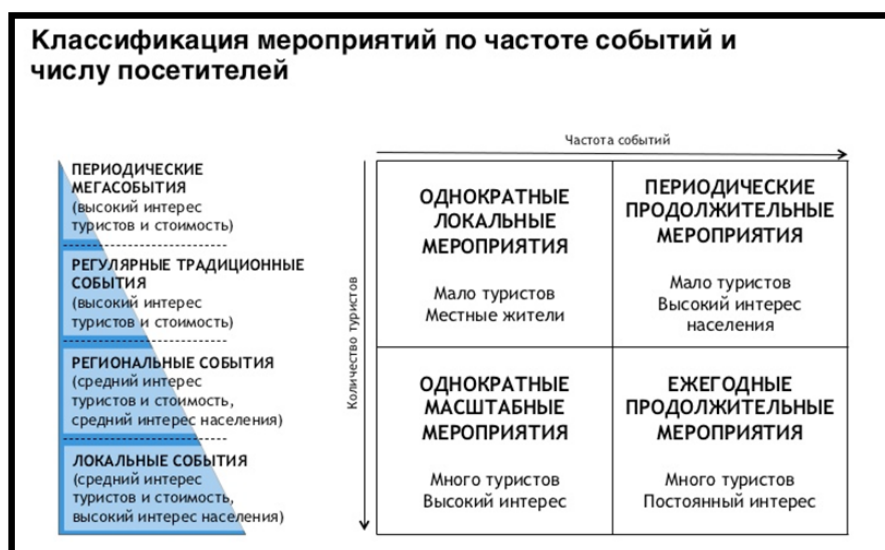 Классификация мероприятий по частоте событий и
числу посетителей
ПЕРИОДИЧЕСКИЕ
МЕГАСОБЫТИЯ
(высокий интерес
туристов и стоимость)
РЕГУЛЯРНЫЕ ТРАДИЦИОННЫЕ
СОБЫТИЯ
(высокий интерес
туристов и стоимость)
РЕГИОНАЛЬНЫЕ СОБЫТИЯ
(средний интерес
туристов и стоимость,
средний интерес населения)
ЛОКАЛЬНЫЕ СОБЫТИЯ
(средний интерес
туристов и стоимость,
высокий интерес населения)
Частота событий
Количество туристов
ОДНОКРАТНЫЕ
ЛОКАЛЬНЫЕ
МЕРОПРИЯТИЯ
Мало туристов
Местные жители
ПЕРИОДИЧЕСКИЕ
ПРОДОЛЖИТЕЛЬНЫЕ
МЕРОПРИЯТИЯ
Мало туристов
Высокий интерес
населения
ОДНОКРАТНЫЕ
МАСШТАБНЫЕ
МЕРОПРИЯТИЯ
Много туристов
Высокий интерес
ЕЖЕГОДНЫЕ
ПРОДОЛЖИТЕЛЬНЫЕ
МЕРОПРИЯТИЯ
Много туристов
Постоянный интерес